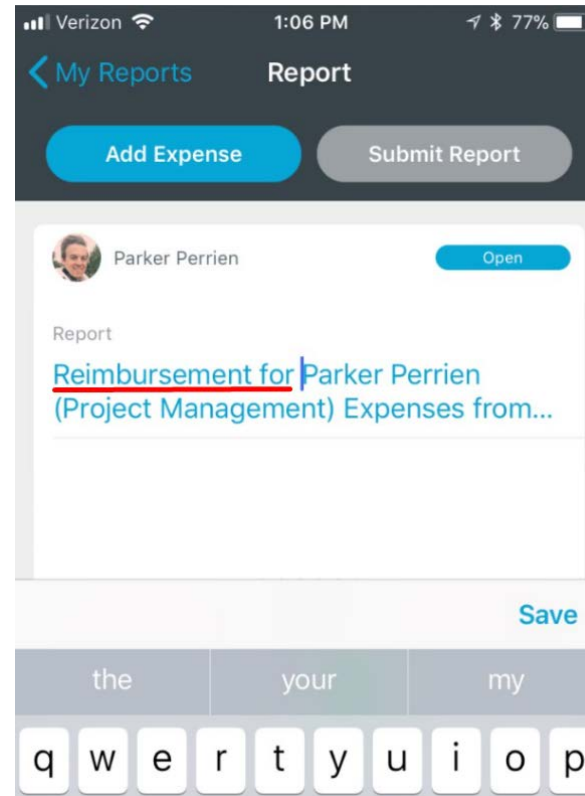 Verizon 1:06 PM 77%
My Reports Report
Add Expense Submit Report
Parker Perrien Open
Report
Reimbursement for Parker Perrien
(Project Management) Expenses from...
Save
the your my
q w e r t y u i o p